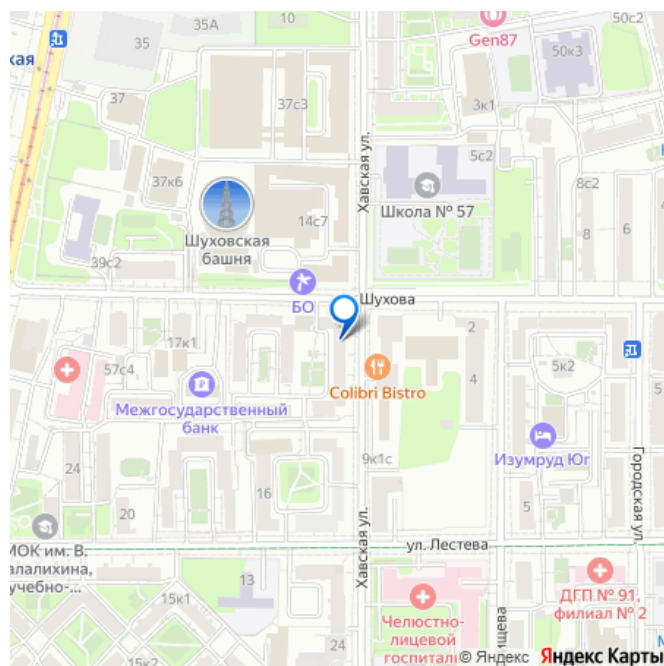 10
35А
35
Gen87
50с2
50к3
ская
37
37с3
3к1
Хавская ул.
5с2
37к6
Школа № 57
8с2
14с7
8
6
Шуховская
башня
39с2
БО
Шухова
17к1
2
57с4
5к2
4
Colibri Bistro
Межгосударственный
банк
Изумруд Юг
9к1с
24
16
Городская ул.
20
ул. Лестева
МОК им. В.
алалихина,
учебно-...
13
Хавская ул.
15к1
ДГП № 91,
филиал № 2
Челюстно-
лицевой
госпиталь
24
15к2
© Яндекс Яндекс Карты